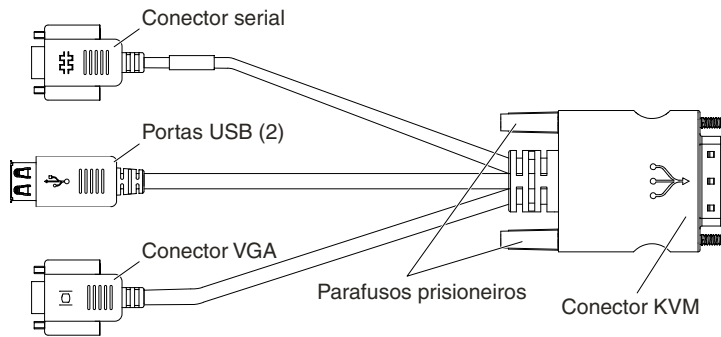 Conector serial
Portas USB (2)
Conector VGA
Parafusos prisioneiros
Conector KVM